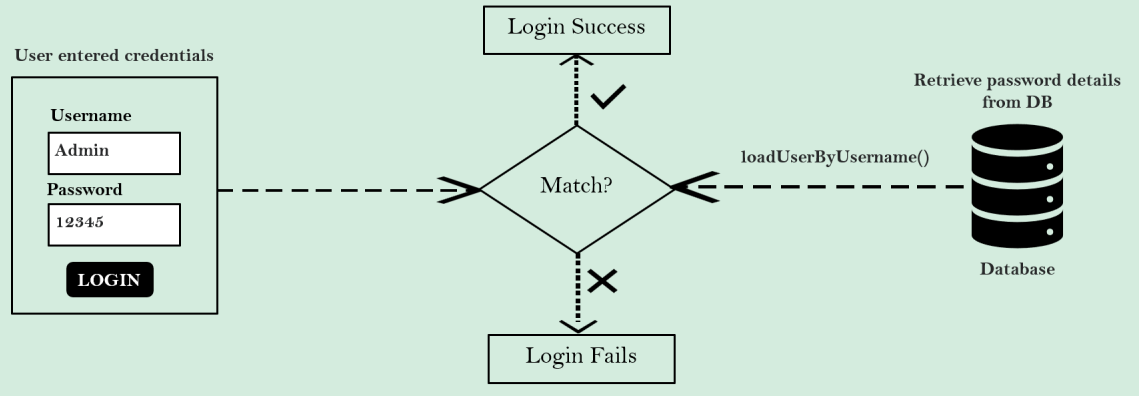 Login Success
User entered credentials
Username
Admin
Password
12345
LOGIN
Match?
loadUserByUsername()
Retrieve password details
from DB
Database
Login Fails